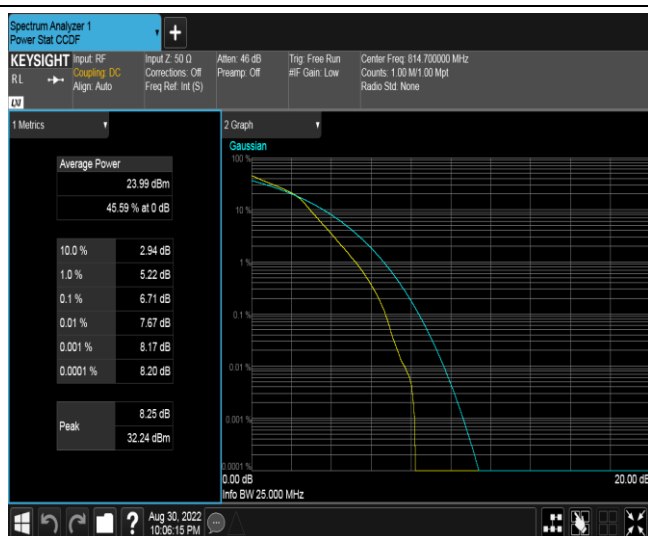 Spectrum Analyzer 1
Power Stat CCDF
+
KEYSIGHT
RL
LXI
Input: RF
Coupling: DC
Align: Auto
Input Z: 50 Ω
Corrections: Off
Freq Ref: Int (S)
Atten: 46 dB
Preamp: Off
Trig: Free Run
#IF Gain: Low
Center Freq: 814.700000 MHz
Counts: 1.00 M/1.00 Mpt
Radio Std: None
1 Metrics
Average Power
23.99 dBm
45.59 % at 0 dB
10.0 % 2.94 dB
1.0 % 5.22 dB
0.1 % 6.71 dB
0.01 % 7.67 dB
0.001 % 8.17 dB
0.0001 % 8.20 dB
Peak
8.25 dB
32.24 dBm
2 Graph
Gaussian
100 %
10 %
1 %
0.1 %
0.01 %
0.001 %
0.0001 %
0.00 dB 20.00 dB
Info BW 25.000 MHz
?
Aug 30, 2022
10:06:15 PM